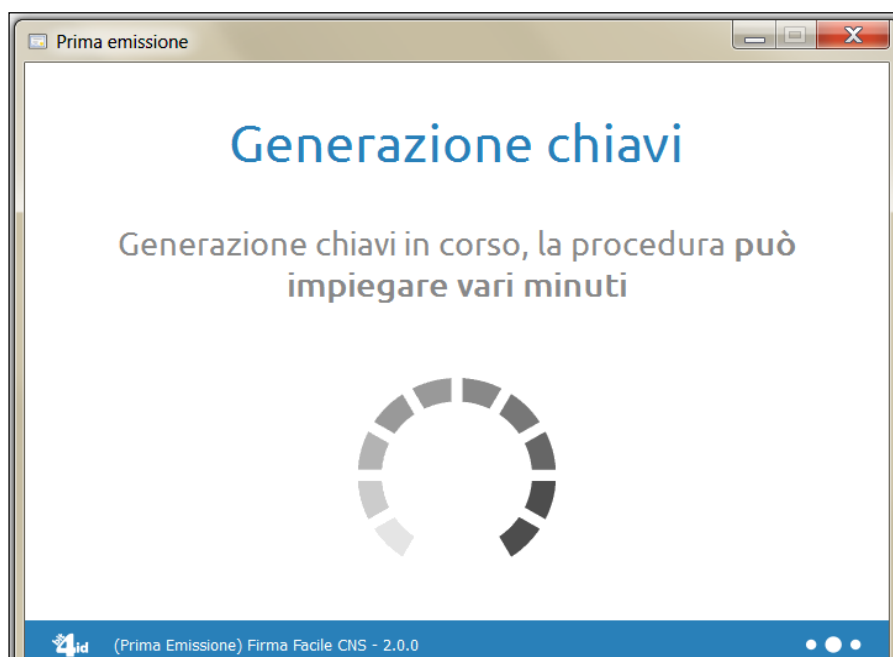 Prima emissione
Generazione chiavi
Generazione chiavi in corso, la procedura può
impiegare vari minuti
4id (Prima Emissione) Firma Facile CNS - 2.0.0